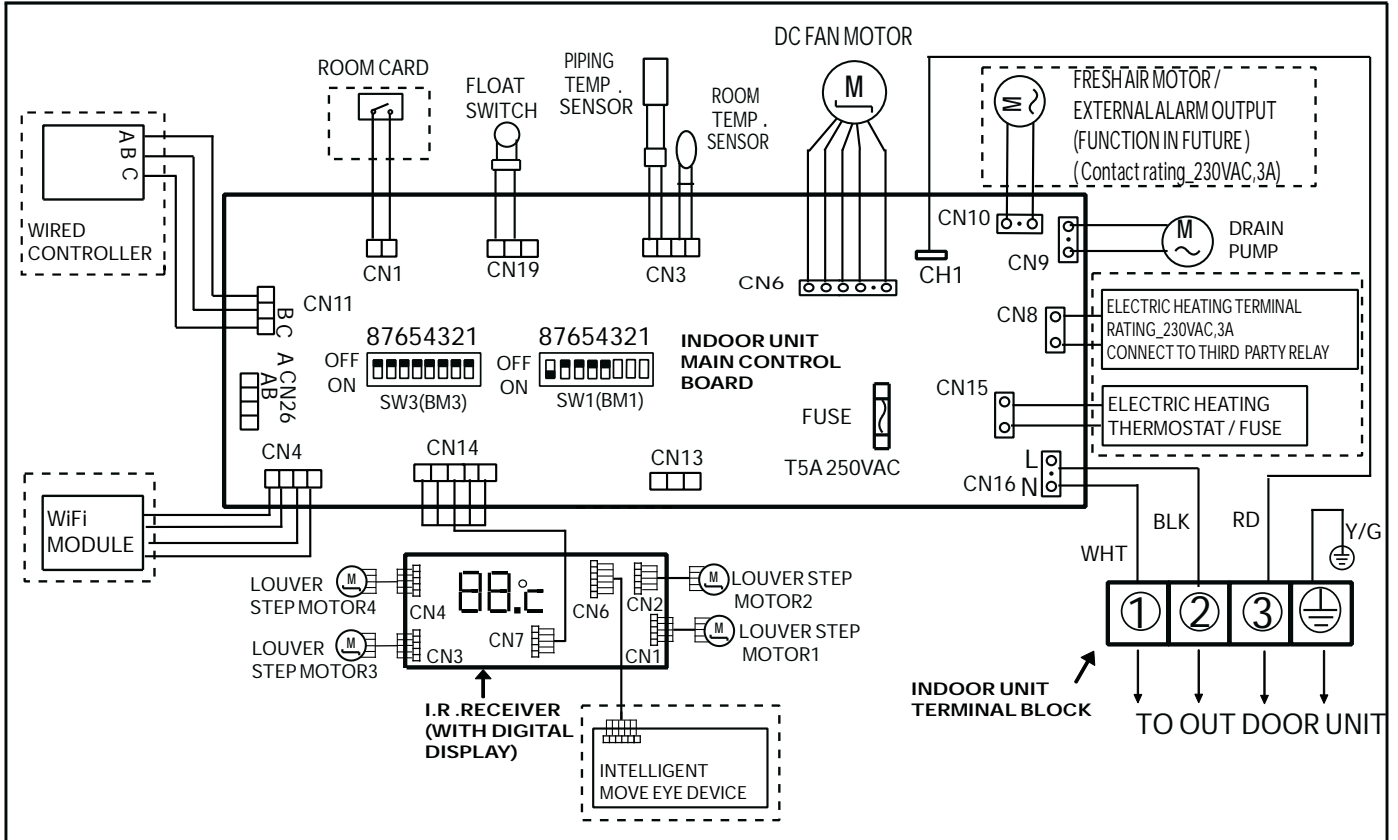 DC FAN MOTOR
ROOM CARD
FLOAT
SWITCH
PIPING
TEMP .
SENSOR
ROOM
TEMP .
SENSOR
M
M
FRESH AIR MOTOR /
EXTERNAL ALARM OUTPUT
(FUNCTION IN FUTURE )
( Contact rating_230VAC,3A)
A B C
WIRED
CONTROLLER
CN1
CN19
CN3
CN6
CH1
CN10
CN9
M
DRAIN
PUMP
CN11
B C A
CN26
A B
87654321
OFF
ON
SW3(BM3)
87654321
OFF
ON
SW1(BM1)
INDOOR UNIT
MAIN CONTROL
BOARD
CN8
ELECTRIC HEATING TERMINAL
RATING_230VAC,3A
CONNECT TO THIRD PARTY RELAY
CN15
ELECTRIC HEATING
THERMOSTAT / FUSE
FUSE
T5A 250VAC
CN4
CN14
CN13
CN16
L
N
WiFi
MODULE
WHT
BLK
RD
Y/G
LOUVER
STEP MOTOR4
M
CN4
88.°c
CN6
CN2
M
LOUVER STEP
MOTOR2
LOUVER
STEP MOTOR3
M
CN3
CN7
CN1
M
LOUVER STEP
MOTOR1
1 2 3
I.R .RECEIVER
(WITH DIGITAL
DISPLAY)
INDOOR UNIT
TERMINAL BLOCK
TO OUT DOOR UNIT
INTELLIGENT
MOVE EYE DEVICE